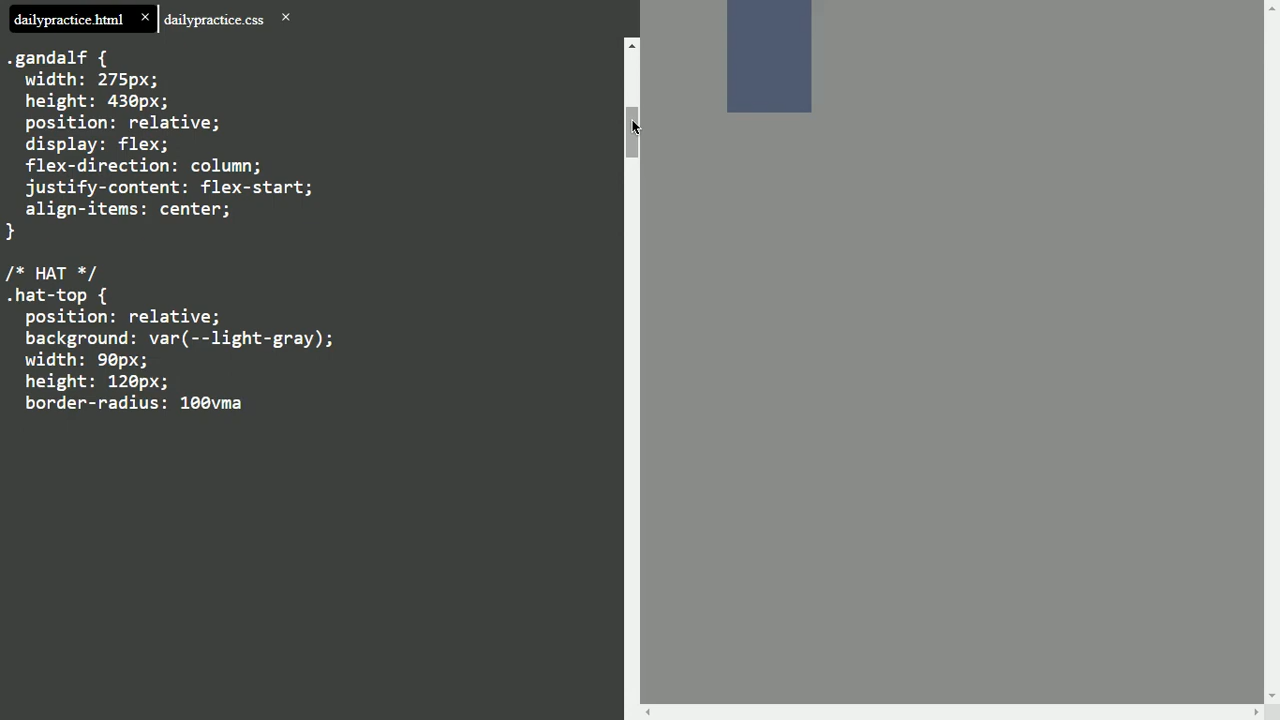 dailypractice.html × dailypractice.css ×
.gandalf {
  width: 275px;
  height: 430px;
  position: relative;
  display: flex;
  flex-direction: column;
  justify-content: flex-start;
  align-items: center;
}
/* HAT */
.hat-top {
  position: relative;
  background: var(--light-gray);
  width: 90px;
  height: 120px;
  border-radius: 100vma